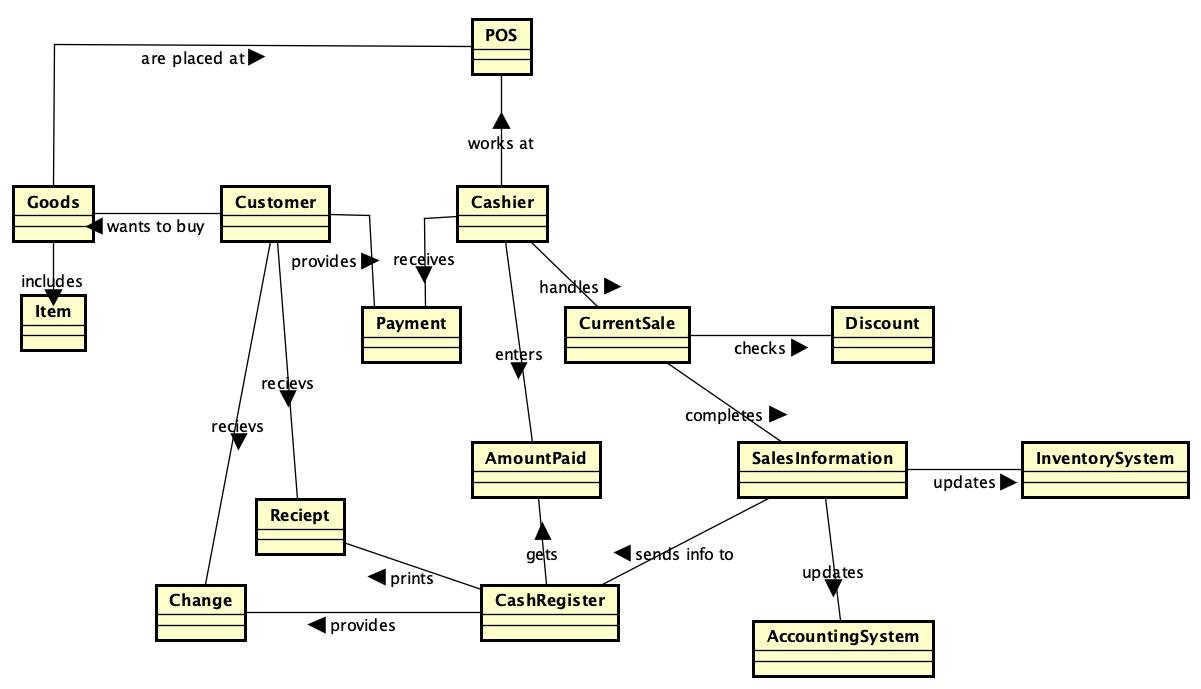 POS
are placed at
works at
Goods
Customer
Cashier
wants to buy
provides
receives
includes
handles
Item
Payment
CurrentSale
Discount
checks
enters
recievs
completes
recievs
AmountPaid
SalesInformation
InventorySystem
updates
Reciept
gets
sends info to
prints
updates
Change
CashRegister
provides
AccountingSystem